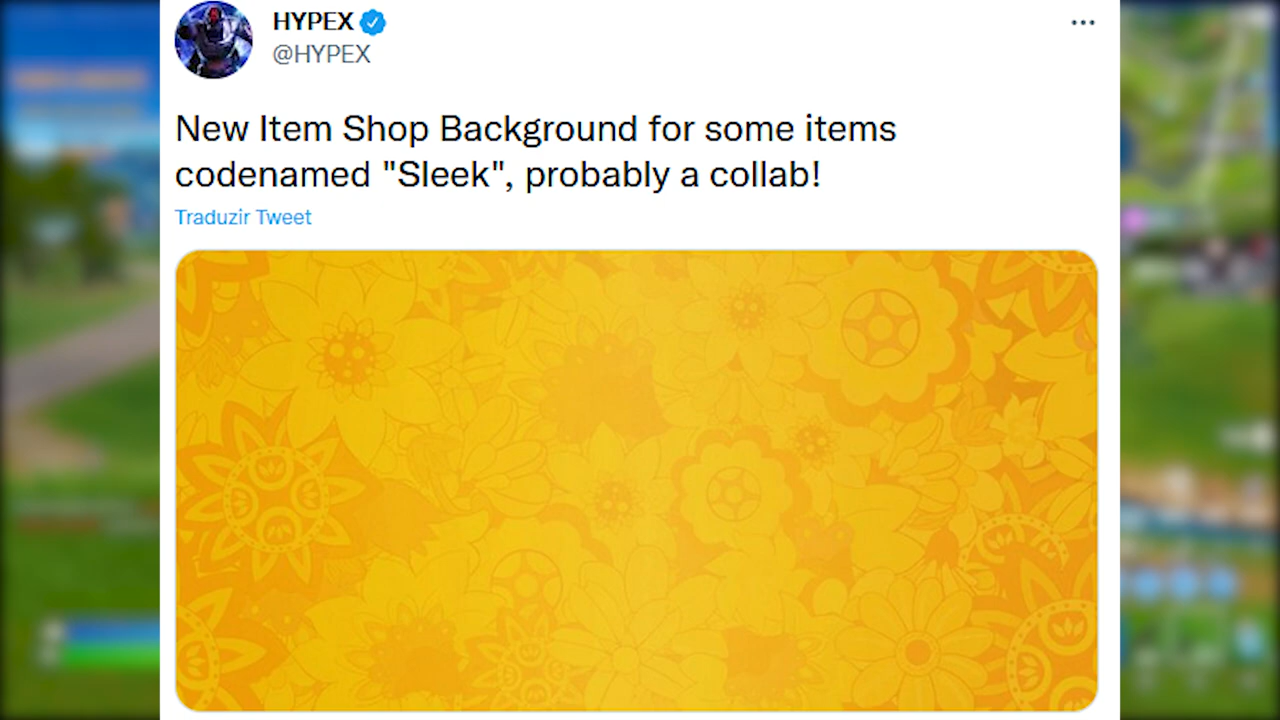 HYPEX
@HYPEX
New Item Shop Background for some items
codenamed "Sleek", probably a collab!
Traduzir Tweet